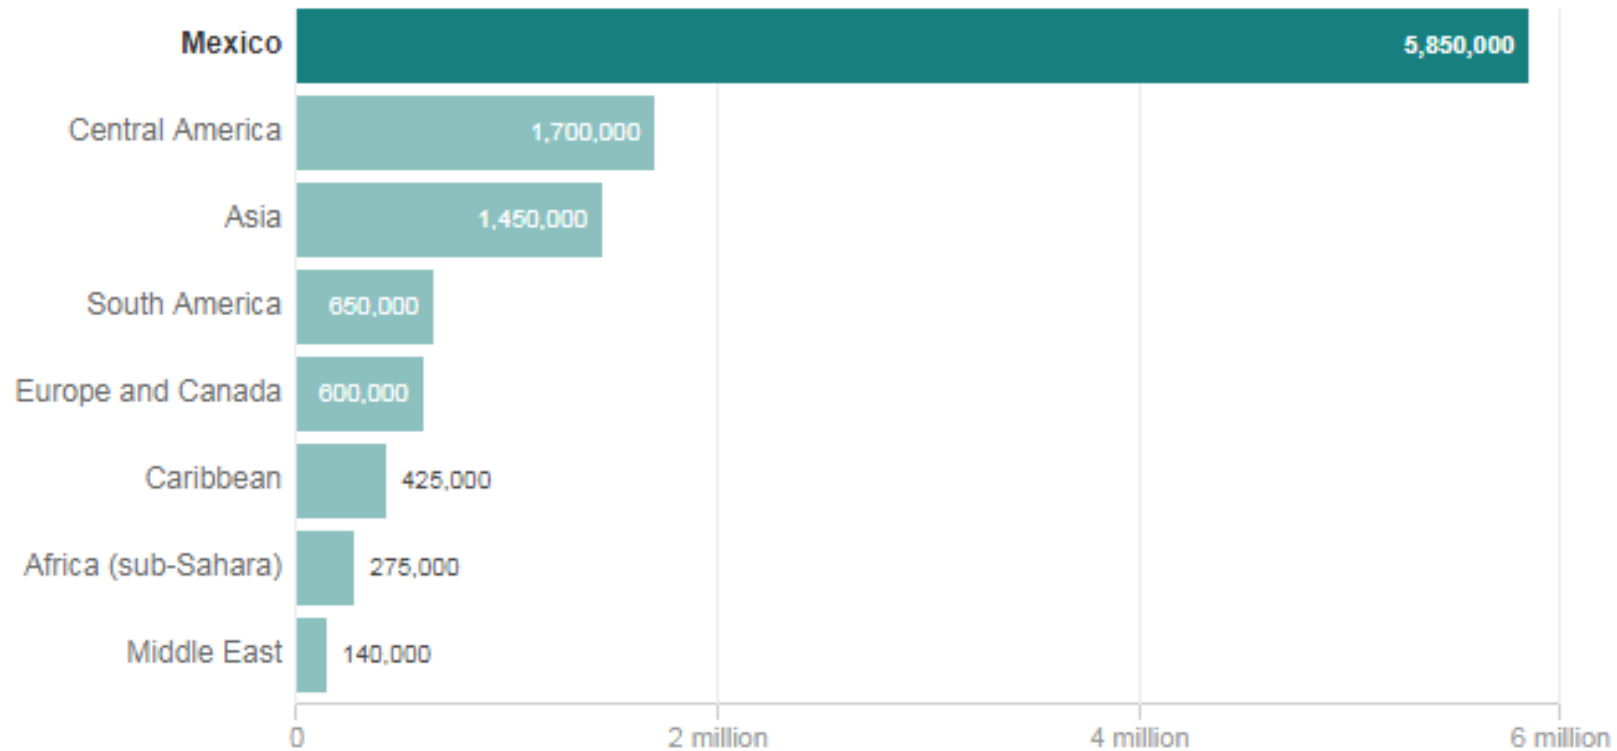 Mexico 5,850,000
Central America 1,700,000
Asia 1,450,000
South America 650,000
Europe and Canada 600,000
Caribbean 425,000
Africa (sub-Sahara) 275,000
Middle East 140,000
0 2 million 4 million 6 million